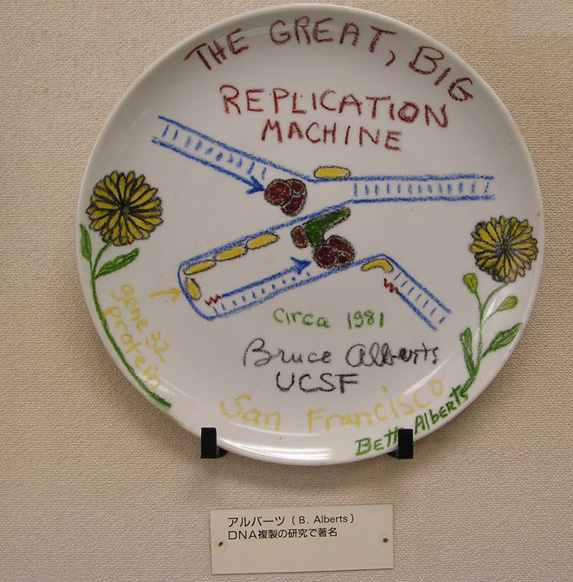 THE GREAT, BIG
REPLICATION
MACHINE
gene 32
protein
circa 1981
Bruce Alberts
UCSF
San Francisco
Beth Alberts
アルバーツ (B. Alberts)
DNA複製の研究で著名